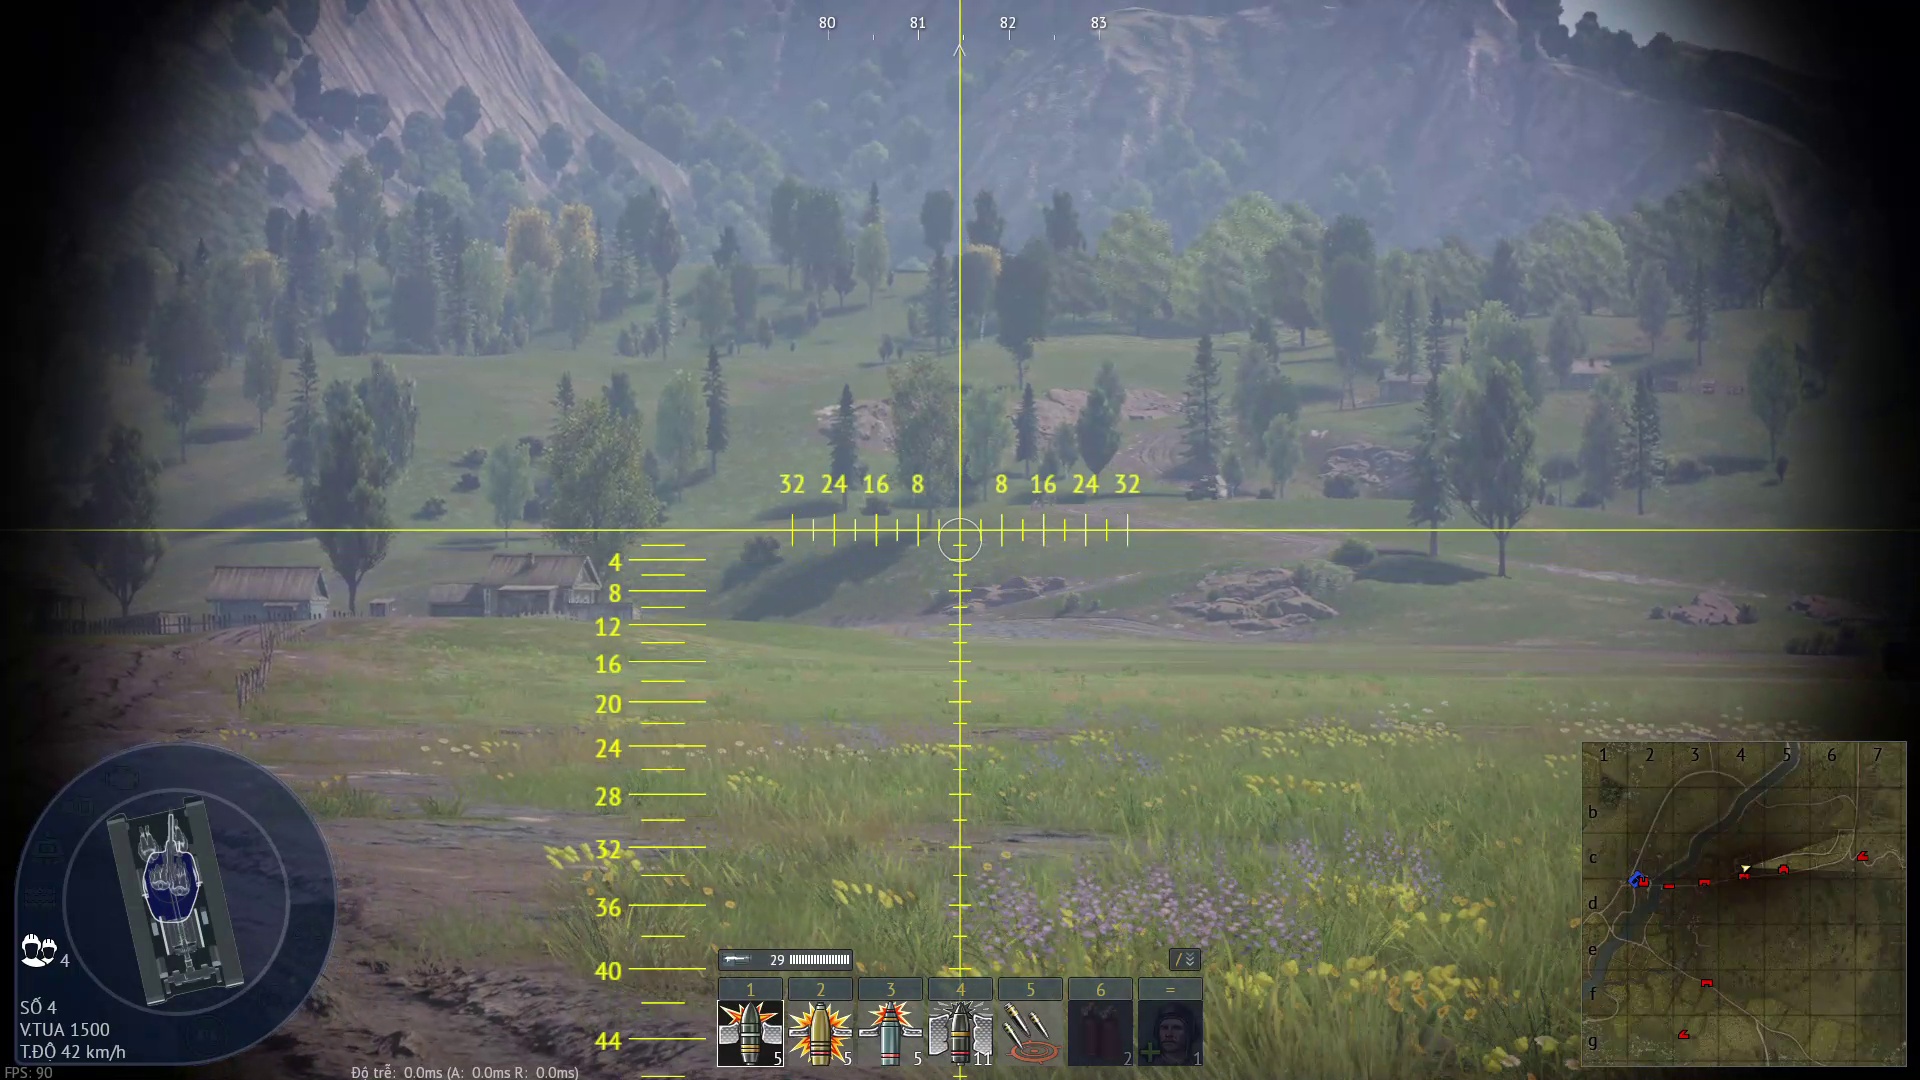 80 81 82 83
32 24 16 8 8 16 24 32
4
8
12
16
20
24
28
32
36
40
44
1 2 3 4 5 6 7
b
c
d
e
f
g
4
SỐ 4
V.TUA 1500
T.ĐỘ 42 km/h
FPS: 90
Độ trễ: 0.0ms (A: 0.0ms R: 0.0ms)
29
1 2 3 4 5 6 =
5 5 5 11 2 1